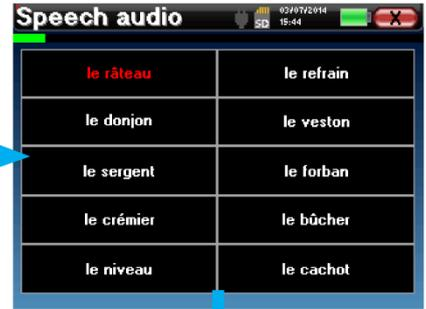 Speech audio
SD
03/07/2014
15:44
X
le râteau le refrain
le donjon le veston
le sergent le forban
le crémier le bûcher
le niveau le cachot